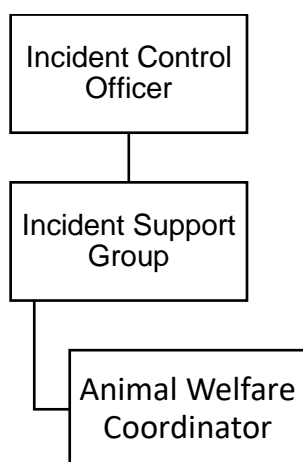 Incident Control
Officer
Incident Support
Group
Animal Welfare
Coordinator